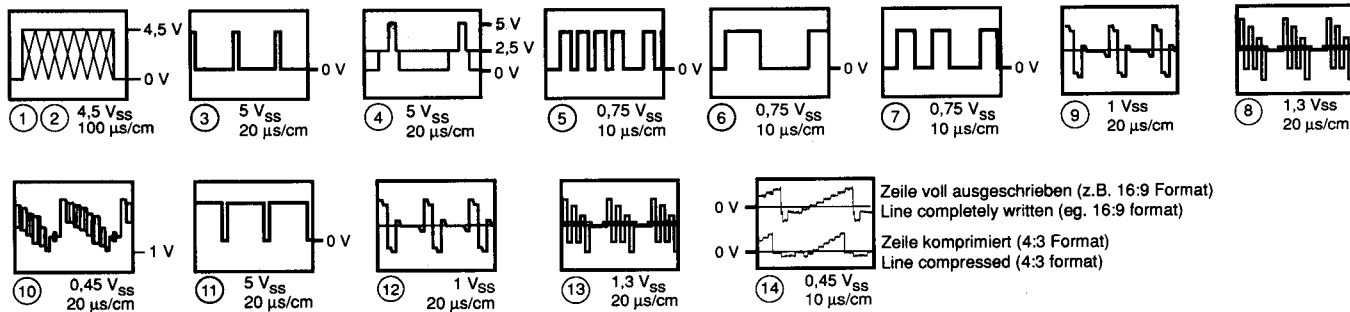 4,5 V
0 V
① ② 4,5 Vss
100 µs/cm
0 V
③ 5 Vss
20 µs/cm
5 V
2,5 V
0 V
④ 5 Vss
20 µs/cm
0 V
⑤ 0,75 Vss
10 µs/cm
0 V
⑥ 0,75 Vss
10 µs/cm
0 V
⑦ 0,75 Vss
10 µs/cm
⑨ 1 Vss
20 µs/cm
⑧ 1,3 Vss
20 µs/cm
1 V
⑩ 0,45 Vss
20 µs/cm
0 V
⑪ 5 Vss
20 µs/cm
⑫ 1 Vss
20 µs/cm
⑬ 1,3 Vss
20 µs/cm
0 V
Zeile voll ausgeschrieben (z.B. 16:9 Format)
Line completely written (eg. 16:9 format)
0 V
Zeile komprimiert (4:3 Format)
Line compressed (4:3 format)
⑭ 0,45 Vss
10 µs/cm